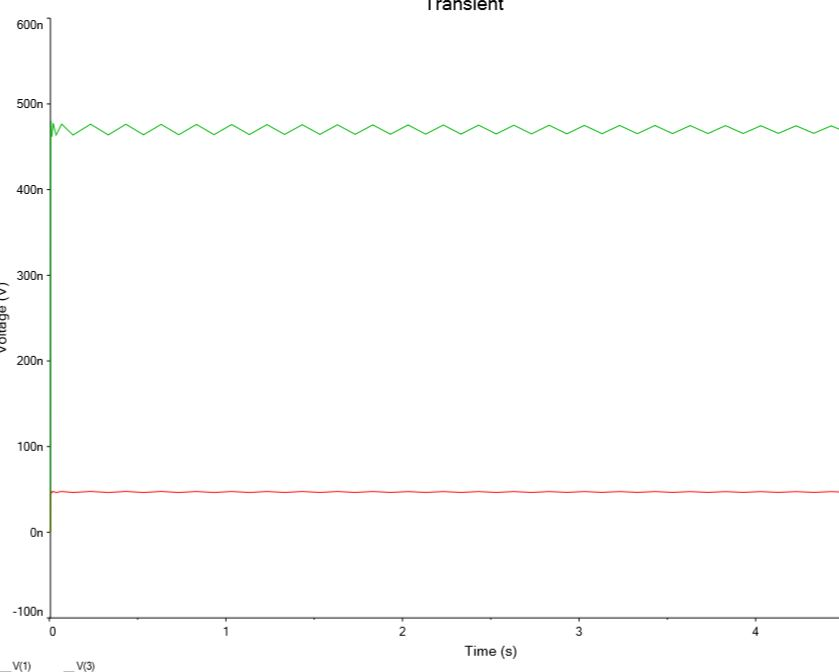 Transient
600n
500n
400n
300n
200n
100n
0n
-100n
Voltage (V)
0 1 2 3 4
Time (s)
V(1) V(3)